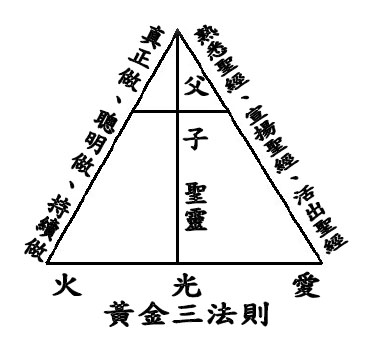 真正做、聰明做、持續做
熟悉聖經、宣揚聖經、活出聖經
父
子
聖靈
火 光 愛
黃金三法則